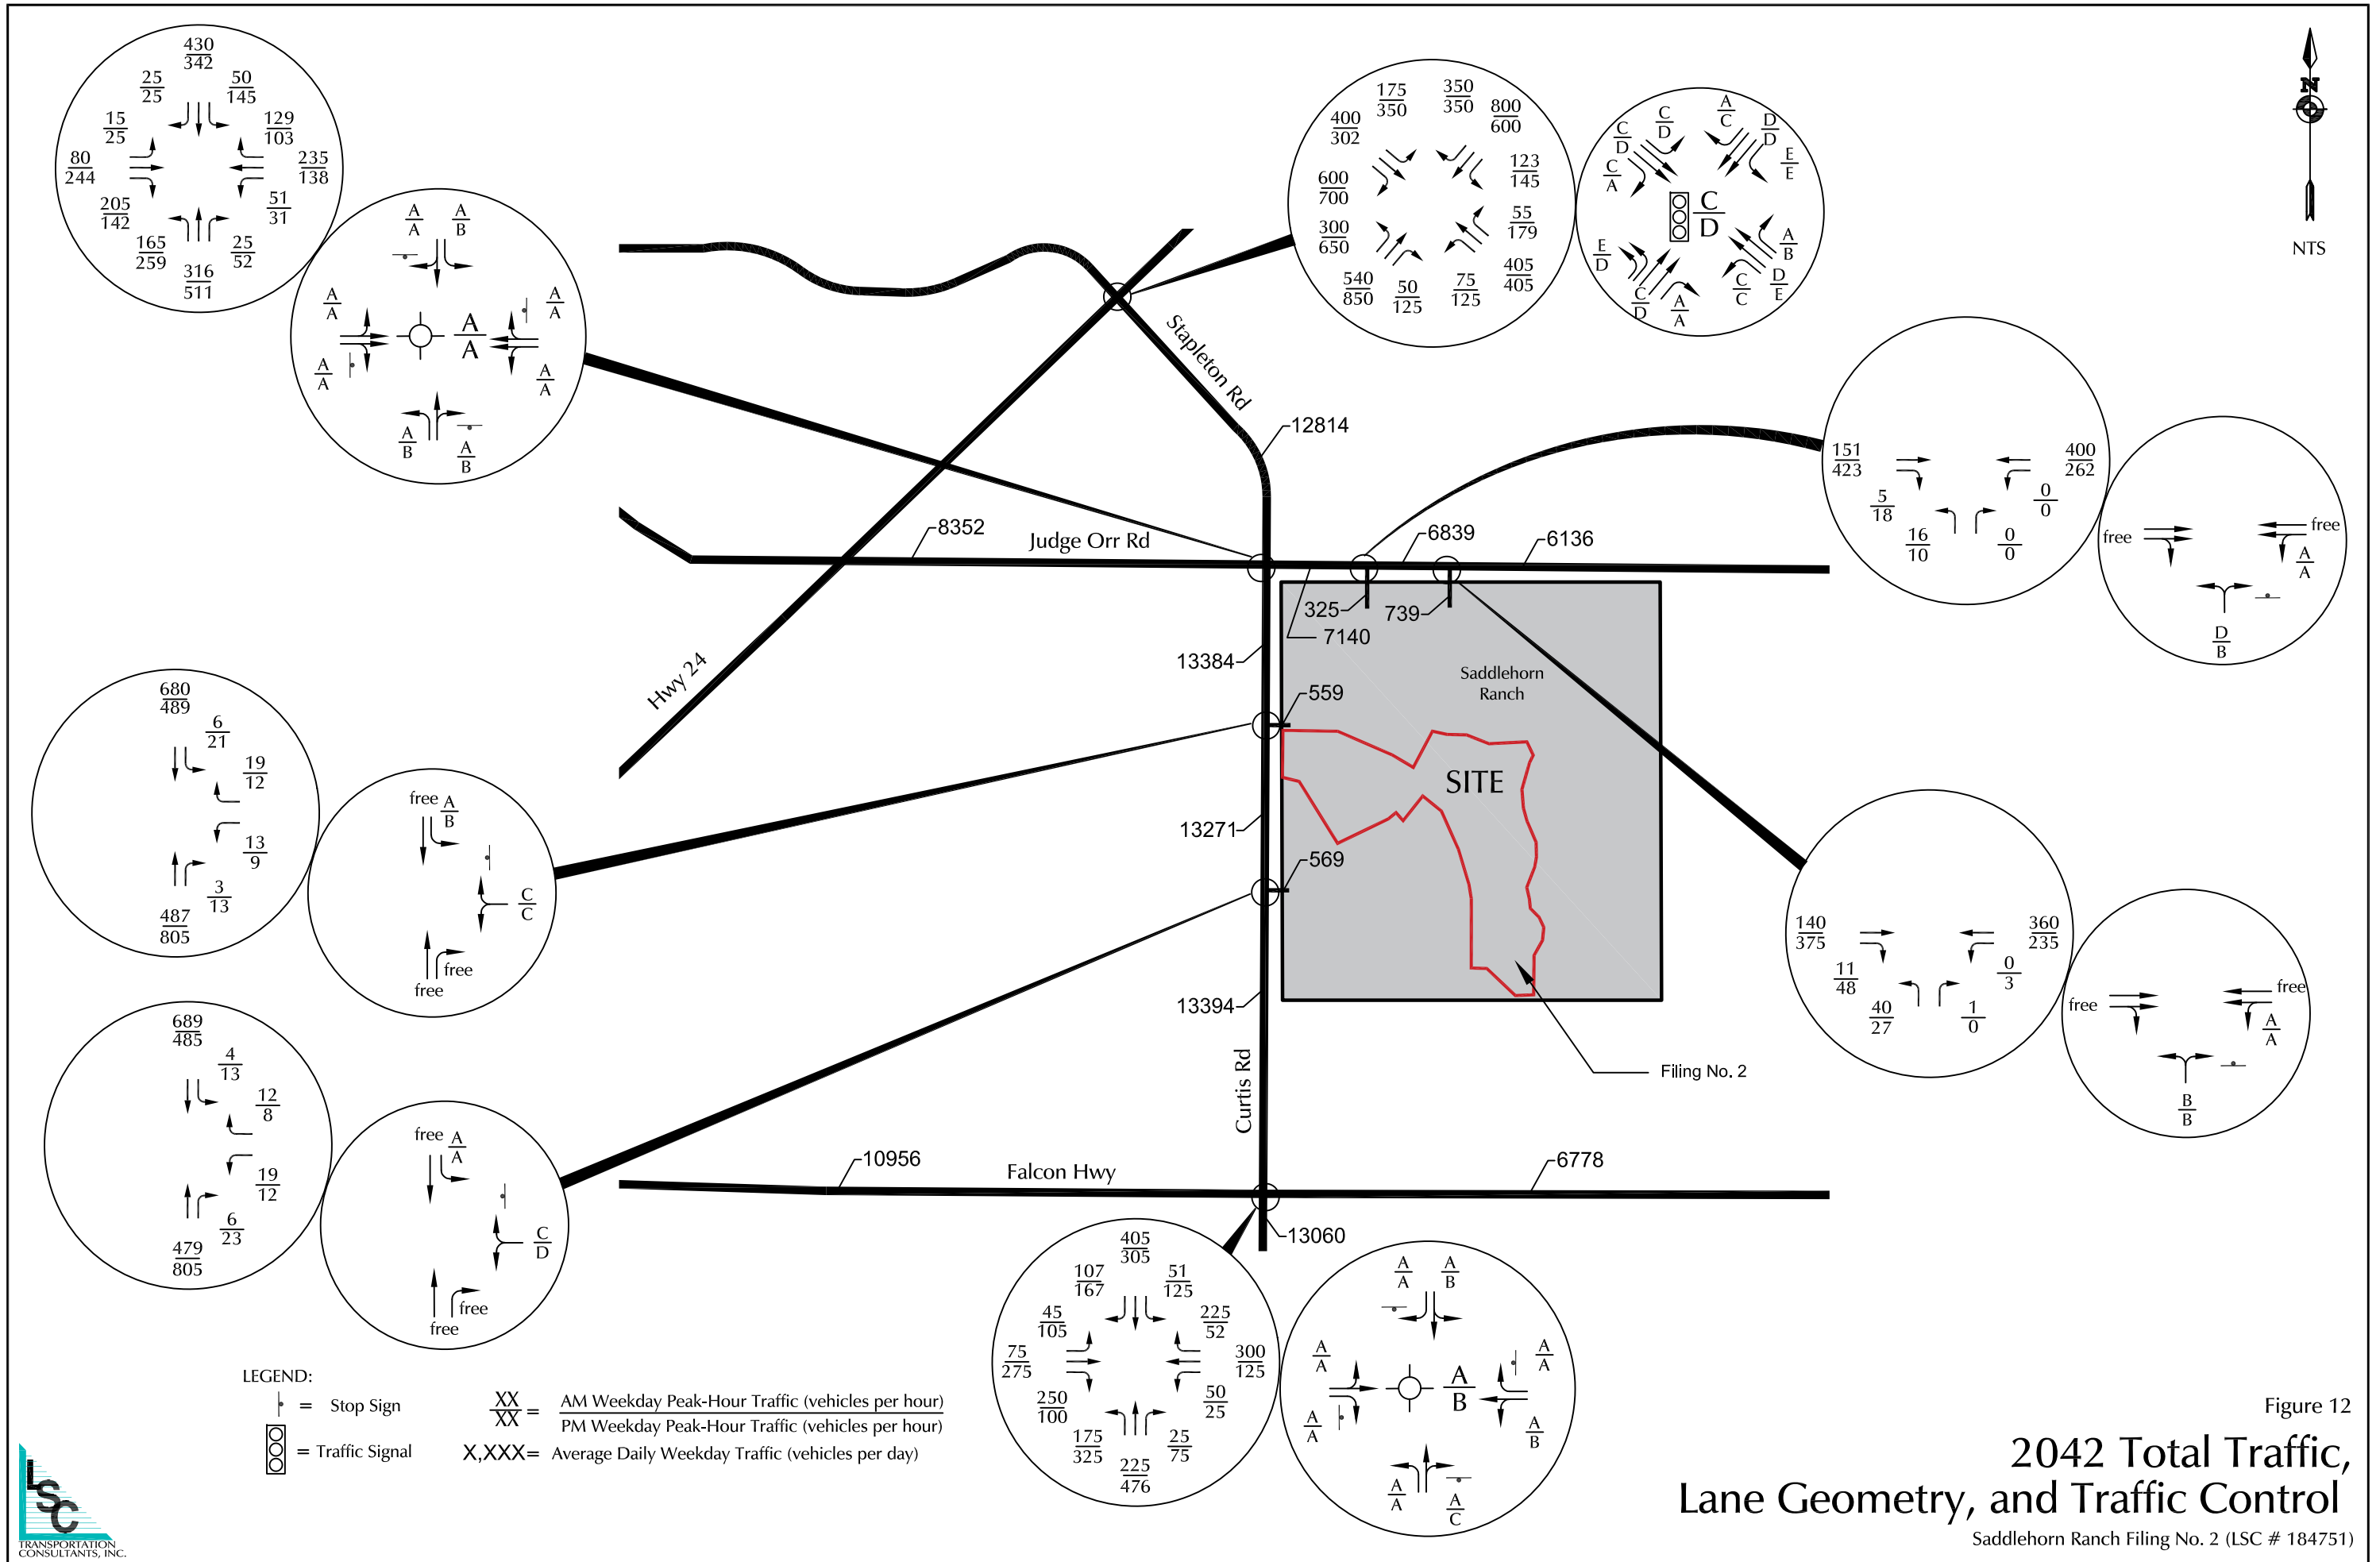 430
342
25
25
50
145
15
25
129
103
80
244
235
138
205
142
51
31
165
259
25
52
316
511
A
A
A
B
A
A
A
A
A
A
A
A
A
A
A
B
A
B
175
350
350
350
400
302
800
600
600
700
123
145
300
650
55
179
540
850
50
125
75
125
405
405
C
D
C
D
C
A
A
C
D
D
E
E
C
D
E
D
C
D
A
A
A
B
D
E
C
C
N
NTS
Stapleton Rd
12814
8352
Judge Orr Rd
6839
6136
325
739
7140
13384
Hwy 24
559
Saddlehorn
Ranch
SITE
13271
569
13394
Curtis Rd
Filing No. 2
10956
Falcon Hwy
6778
13060
151
423
400
262
5
18
0
0
16
10
0
0
free
free
A
A
D
B
680
489
6
21
19
12
13
9
3
13
487
805
free
A
B
C
C
free
free
140
375
360
235
11
48
0
3
40
27
1
0
free
free
A
A
B
B
689
485
4
13
12
8
19
12
6
23
479
805
free
A
A
C
D
free
free
405
305
107
167
51
125
45
105
225
52
75
275
300
125
250
100
50
25
175
325
25
75
225
476
A
A
A
B
A
A
A
A
A
B
A
A
A
B
A
A
A
C
LEGEND:
= Stop Sign
= Traffic Signal
XX
XX
=
AM Weekday Peak-Hour Traffic (vehicles per hour)
PM Weekday Peak-Hour Traffic (vehicles per hour)
X,XXX= Average Daily Weekday Traffic (vehicles per day)
LSC
TRANSPORTATION
CONSULTANTS, INC.
Figure 12
2042 Total Traffic,
Lane Geometry, and Traffic Control
Saddlehorn Ranch Filing No. 2 (LSC # 184751)